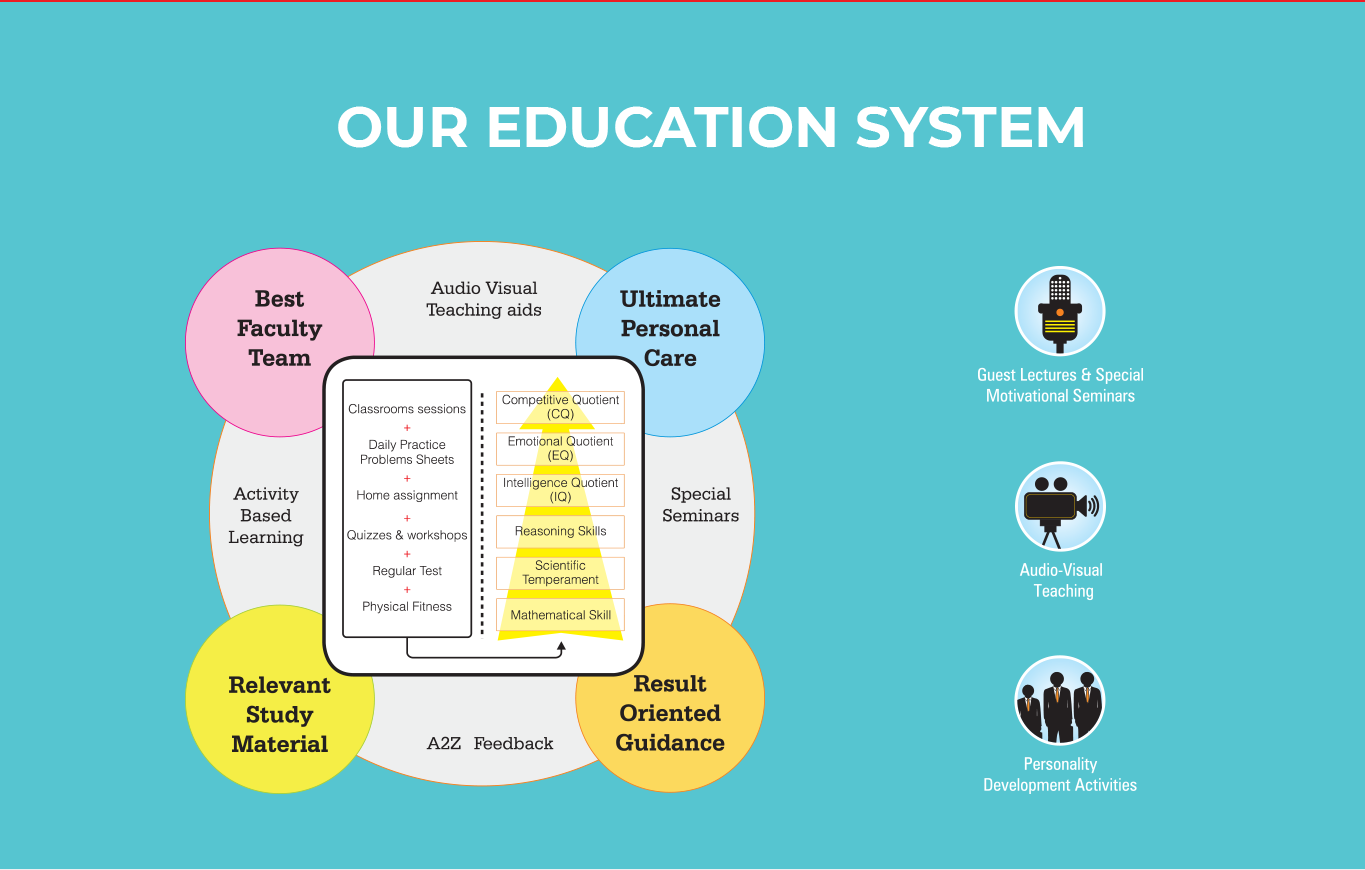 OUR EDUCATION SYSTEM
Best
Faculty
Team
Audio Visual
Teaching aids
Ultimate
Personal
Care
Activity
Based
Learning
Classrooms sessions
+
Daily Practice
Problems Sheets
+
Home assignment
+
Quizzes & workshops
+
Regular Test
+
Physical Fitness
Competitive Quotient
(CQ)
Emotional Quotient
(EQ)
Intelligence Quotient
(IQ)
Reasoning Skills
Scientific
Temperament
Mathematical Skill
Special
Seminars
Relevant
Study
Material
A2Z Feedback
Result
Oriented
Guidance
Guest Lectures & Special
Motivational Seminars
Audio-Visual
Teaching
Personality
Development Activities